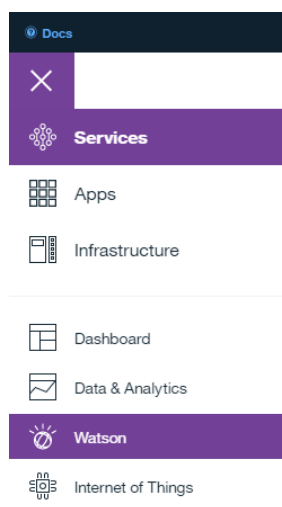 Docs
Services
Apps
Infrastructure
Dashboard
Data & Analytics
Watson
Internet of Things